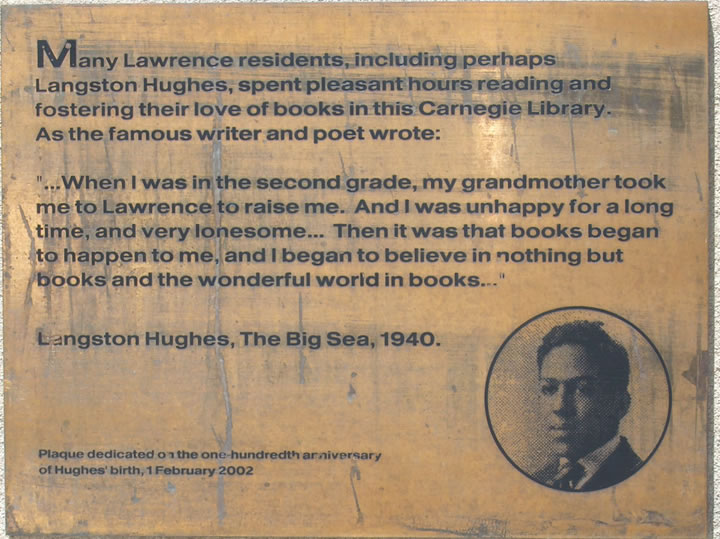 Many Lawrence residents, including perhaps
Langston Hughes, spent pleasant hours reading and
fostering their love of books in this Carnegie Library.
As the famous writer and poet wrote:
"...When I was in the second grade, my grandmother took
me to Lawrence to raise me. And I was unhappy for a long
time, and very lonesome... Then it was that books began
to happen to me, and I began to believe in nothing but
books and the wonderful world in books..."
Langston Hughes, The Big Sea, 1940.
Plaque dedicated on the one-hundredth anniversary
of Hughes' birth, 1 February 2002